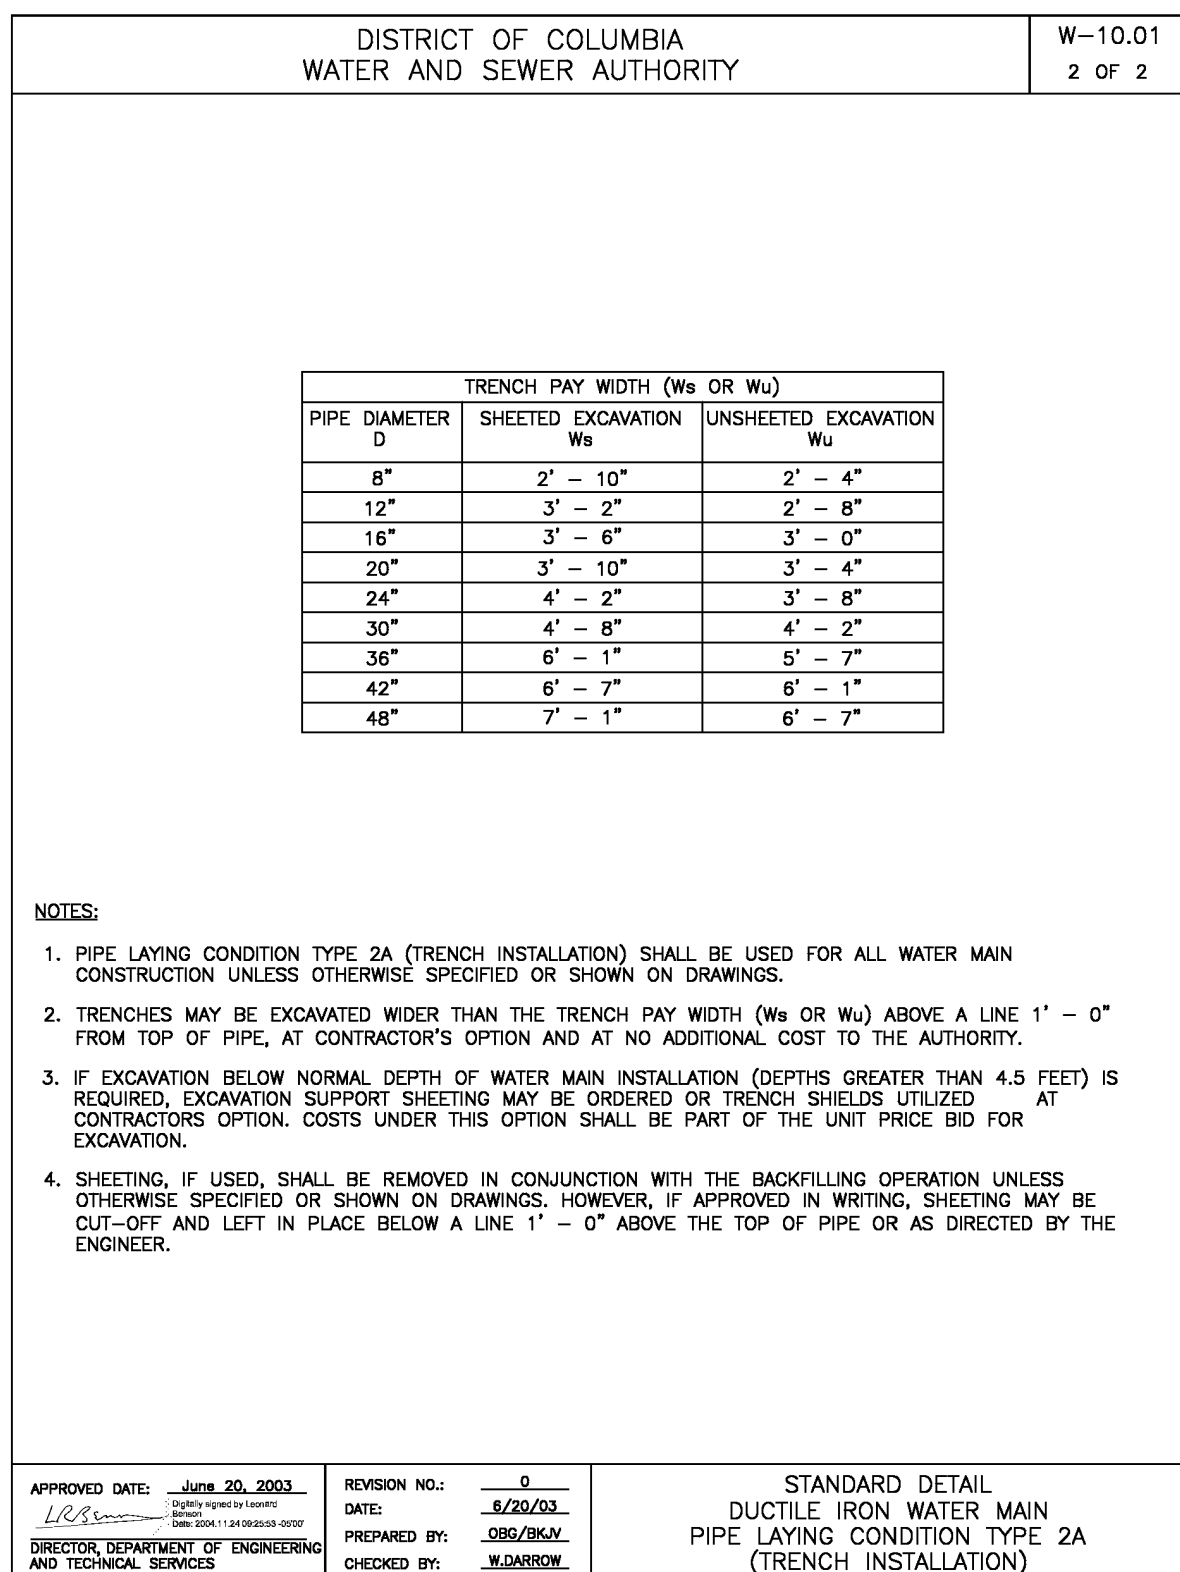 DISTRICT OF COLUMBIA
WATER AND SEWER AUTHORITY
W-10.01
2 OF 2
TRENCH PAY WIDTH (Ws OR Wu)
PIPE DIAMETER D SHEETED EXCAVATION Ws UNSHEETED EXCAVATION Wu
8" 2' - 10" 2' - 4"
12" 3' - 2" 2' - 8"
16" 3' - 6" 3' - 0"
20" 3' - 10" 3' - 4"
24" 4' - 2" 3' - 8"
30" 4' - 8" 4' - 2"
36" 6' - 1" 5' - 7"
42" 6' - 7" 6' - 1"
48" 7' - 1" 6' - 7"
NOTES:
1. PIPE LAYING CONDITION TYPE 2A (TRENCH INSTALLATION) SHALL BE USED FOR ALL WATER MAIN
CONSTRUCTION UNLESS OTHERWISE SPECIFIED OR SHOWN ON DRAWINGS.
2. TRENCHES MAY BE EXCAVATED WIDER THAN THE TRENCH PAY WIDTH (Ws OR Wu) ABOVE A LINE 1' - 0"
FROM TOP OF PIPE, AT CONTRACTOR'S OPTION AND AT NO ADDITIONAL COST TO THE AUTHORITY.
3. IF EXCAVATION BELOW NORMAL DEPTH OF WATER MAIN INSTALLATION (DEPTHS GREATER THAN 4.5 FEET) IS
REQUIRED, EXCAVATION SUPPORT SHEETING MAY BE ORDERED OR TRENCH SHIELDS UTILIZED AT
CONTRACTORS OPTION. COSTS UNDER THIS OPTION SHALL BE PART OF THE UNIT PRICE BID FOR
EXCAVATION.
4. SHEETING, IF USED, SHALL BE REMOVED IN CONJUNCTION WITH THE BACKFILLING OPERATION UNLESS
OTHERWISE SPECIFIED OR SHOWN ON DRAWINGS. HOWEVER, IF APPROVED IN WRITING, SHEETING MAY BE
CUT-OFF AND LEFT IN PLACE BELOW A LINE 1' - 0" ABOVE THE TOP OF PIPE OR AS DIRECTED BY THE
ENGINEER.
APPROVED DATE: June 20, 2003
Digitally signed by Leonard
Benson
Date: 2004.11.24 09:25:53 -05'00'
DIRECTOR, DEPARTMENT OF ENGINEERING
AND TECHNICAL SERVICES
REVISION NO.: 0
DATE: 6/20/03
PREPARED BY: OBG/BKJV
CHECKED BY: W.DARROW
STANDARD DETAIL
DUCTILE IRON WATER MAIN
PIPE LAYING CONDITION TYPE 2A
(TRENCH INSTALLATION)